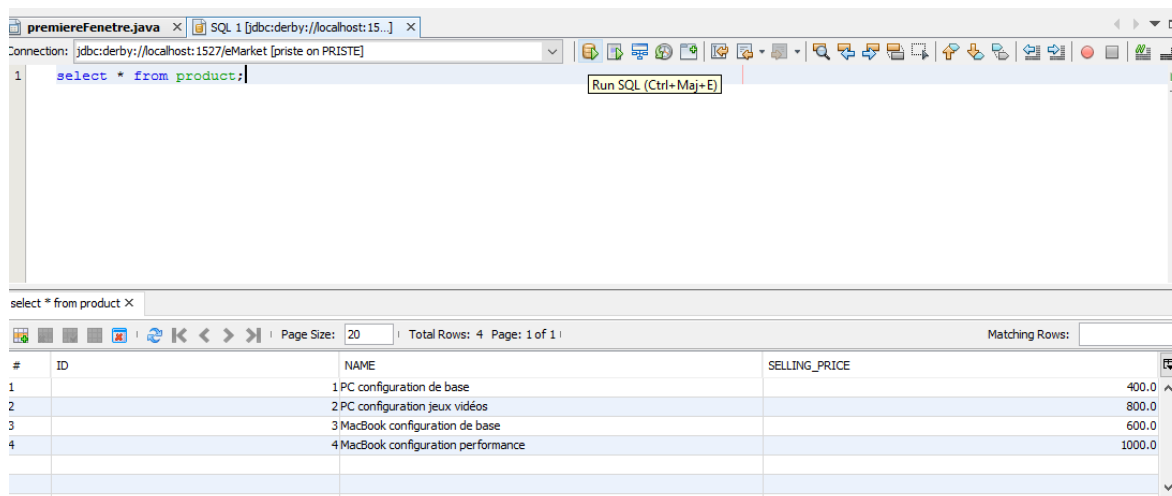 premiereFenetre.java SQL 1 [jdbc:derby://localhost:15...]
Connection: jdbc:derby://localhost:1527/eMarket [priste on PRISTE]
1 select * from product;
Run SQL (Ctrl+Maj+E)
select * from product
Page Size: 20 Total Rows: 4 Page: 1 of 1 Matching Rows:
# ID NAME SELLING_PRICE
1 1 PC configuration de base 400.0
2 2 PC configuration jeux vidéos 800.0
3 3 MacBook configuration de base 600.0
4 4 MacBook configuration performance 1000.0